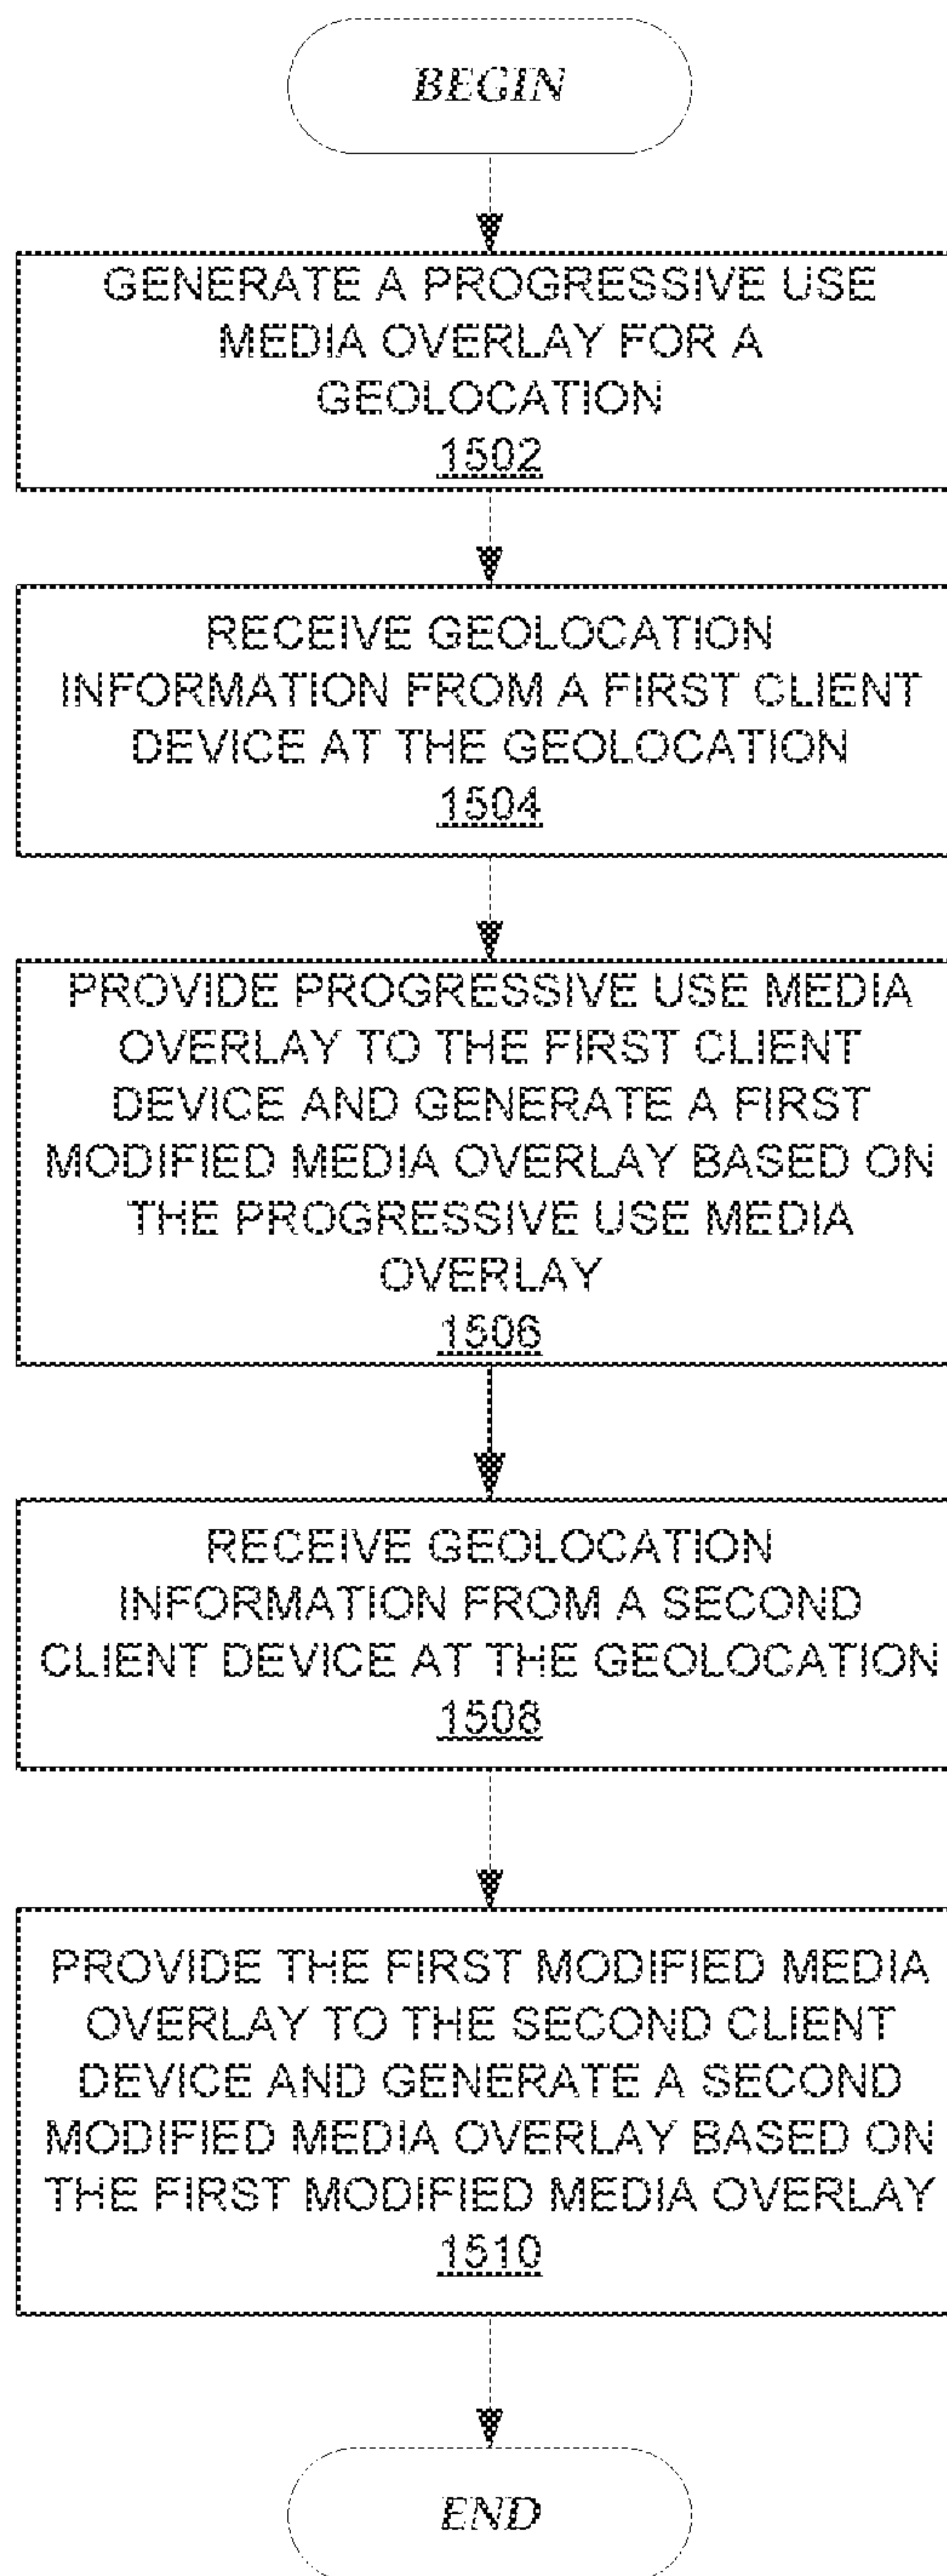 BEGIN
GENERATE A PROGRESSIVE USE
MEDIA OVERLAY FOR A
GEOLOCATION
1502
RECEIVE GEOLOCATION
INFORMATION FROM A FIRST CLIENT
DEVICE AT THE GEOLOCATION
1504
PROVIDE PROGRESSIVE USE MEDIA
OVERLAY TO THE FIRST CLIENT
DEVICE AND GENERATE A FIRST
MODIFIED MEDIA OVERLAY BASED ON
THE PROGRESSIVE USE MEDIA
OVERLAY
1506
RECEIVE GEOLOCATION
INFORMATION FROM A SECOND
CLIENT DEVICE AT THE GEOLOCATION
1508
PROVIDE THE FIRST MODIFIED MEDIA
OVERLAY TO THE SECOND CLIENT
DEVICE AND GENERATE A SECOND
MODIFIED MEDIA OVERLAY BASED ON
THE FIRST MODIFIED MEDIA OVERLAY
1510
END